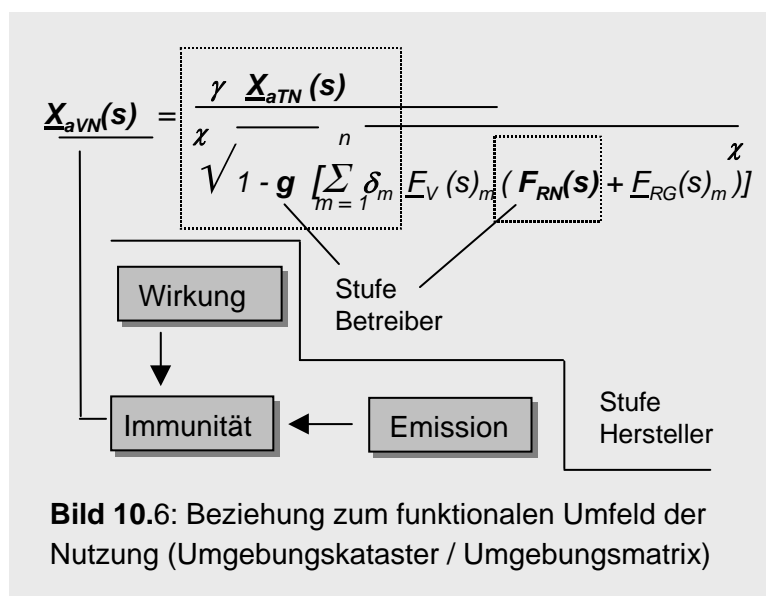 γ X_aTN (s)
X_aVN(s) =
χ n χ
√ 1 - g [Σ δ_m F_V (s)_m ( F_RN(s) + F_RG(s)_m )]
m = 1
Wirkung
Stufe
Betreiber
Immunität
Emission
Stufe
Hersteller
Bild 10.6: Beziehung zum funktionalen Umfeld der
Nutzung (Umgebungskataster / Umgebungsmatrix)